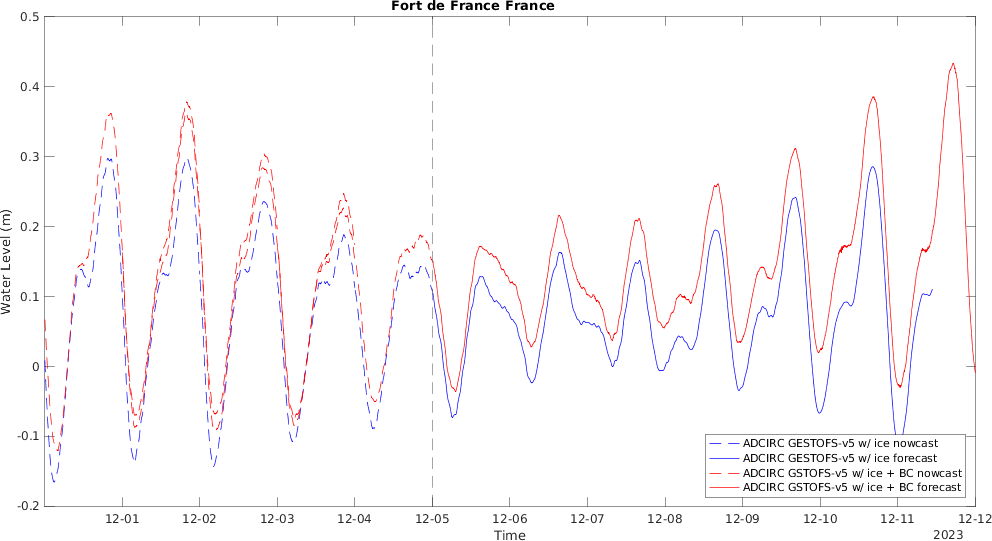 Fort de France France
0.5
0.4
0.3
0.2
0.1
0
-0.1
-0.2
Water Level (m)
ADCIRC GESTOFS-v5 w/ ice nowcast
ADCIRC GESTOFS-v5 w/ ice forecast
ADCIRC GSTOFS-v5 w/ ice + BC nowcast
ADCIRC GSTOFS-v5 w/ ice + BC forecast
12-01 12-02 12-03 12-04 12-05 12-06 12-07 12-08 12-09 12-10 12-11 12-12
Time
2023